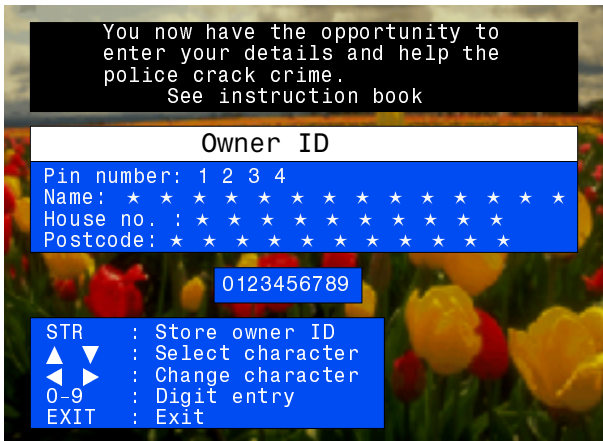 You now have the opportunity to
enter your details and help the
police crack crime.
See instruction book
Owner ID
Pin number: 1 2 3 4
Name: ★ ★ ★ ★ ★ ★ ★ ★ ★ ★ ★ ★ ★ ★
House no. : ★ ★ ★ ★ ★ ★ ★ ★ ★ ★
Postcode: ★ ★ ★ ★ ★ ★ ★ ★ ★ ★ ★
0123456789
STR : Store owner ID
▲ ▼ : Select character
◀ ▶ : Change character
0-9 : Digit entry
EXIT : Exit